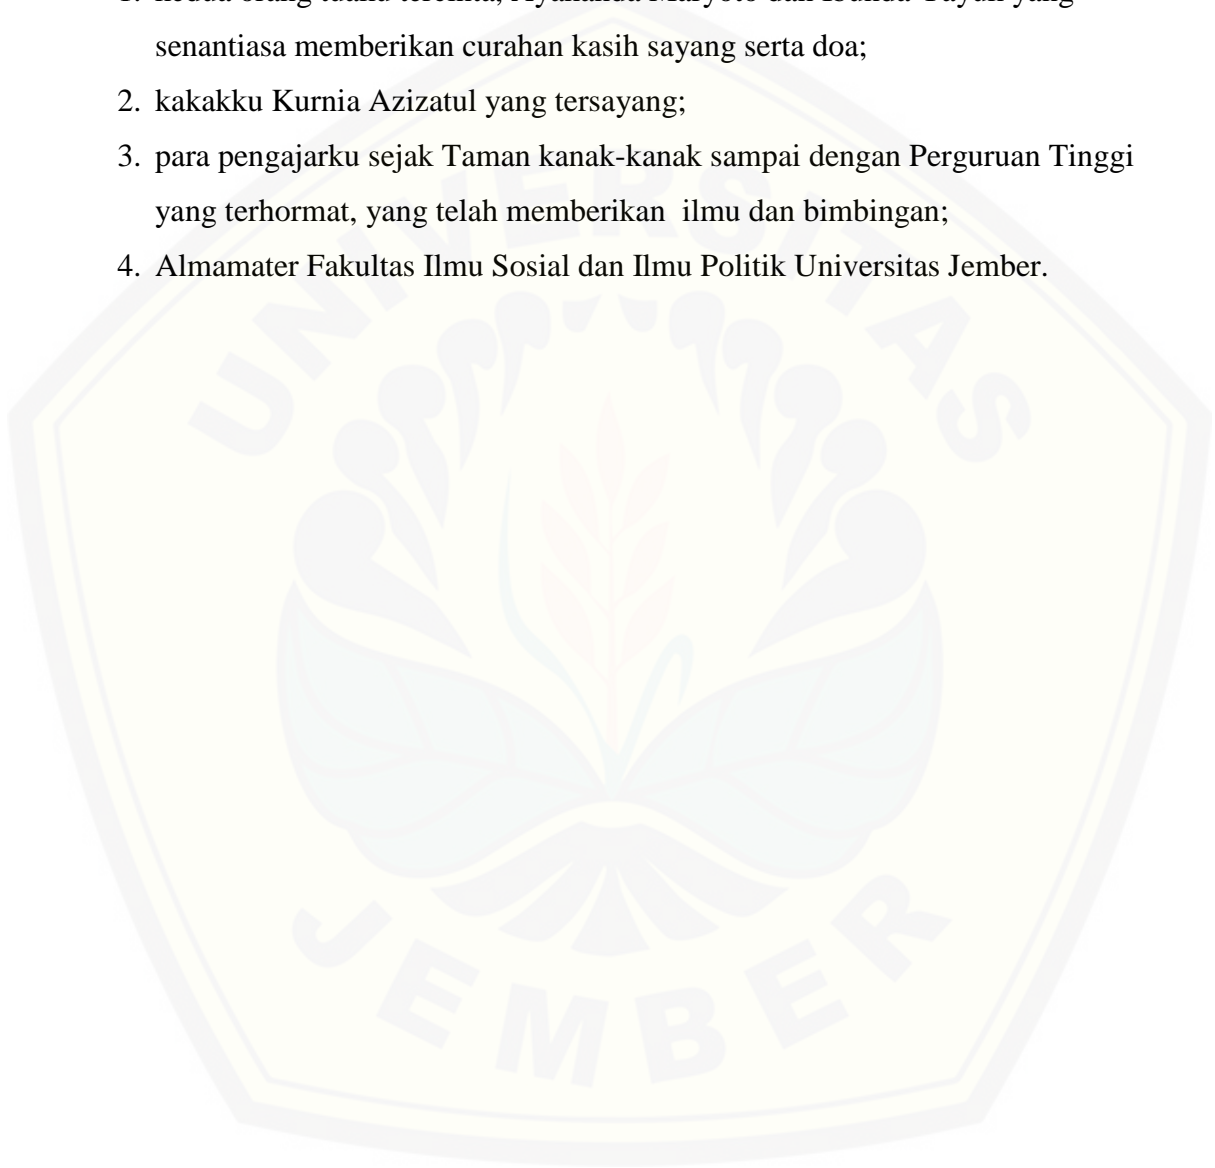 senantiasa memberikan curahan kasih sayang serta doa;
2. kakakku Kurnia Azizatul yang tersayang;
3. para pengajarku sejak Taman kanak-kanak sampai dengan Perguruan Tinggi
yang terhormat, yang telah memberikan ilmu dan bimbingan;
4. Almamater Fakultas Ilmu Sosial dan Ilmu Politik Universitas Jember.
UNIVERSITAS
JEMBER